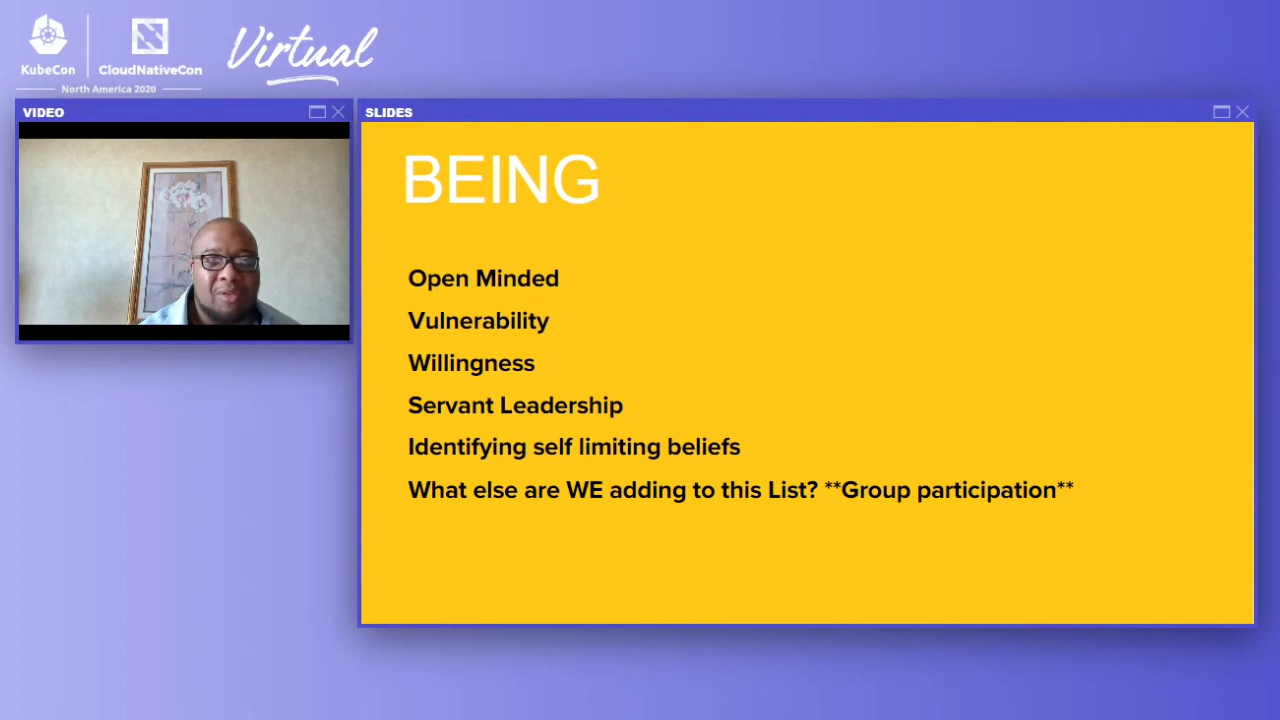 KubeCon
CloudNativeCon
North America 2020
Virtual
VIDEO
SLIDES
BEING
Open Minded
Vulnerability
Willingness
Servant Leadership
Identifying self limiting beliefs
What else are WE adding to this List? **Group participation**